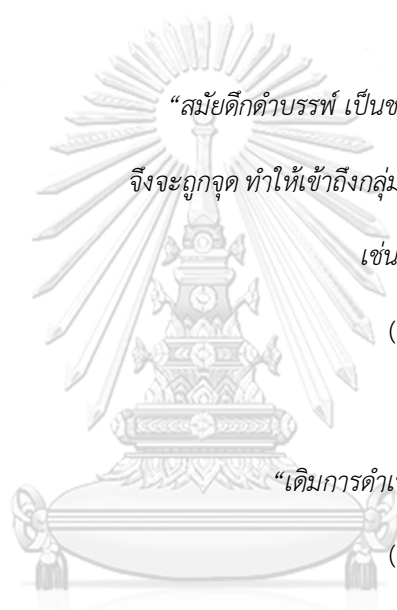 “สมัยดึกดำบรรพ์ เป็นช
จึงจะถูกจุด ทำให้เข้าถึงกลุ่ม
เช่น
(
“เดิมการดำเ
(